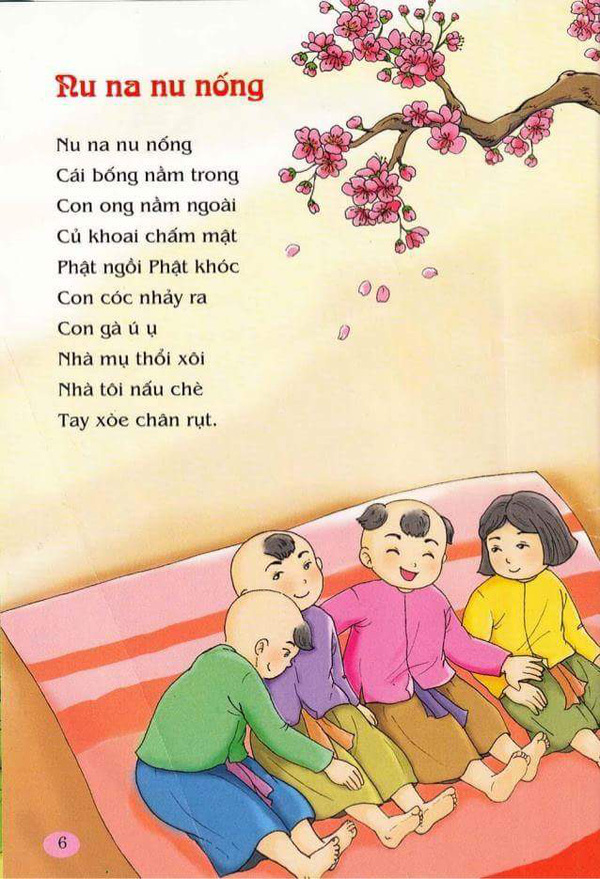 Nu na nu nống
Nu na nu nống
Cái bống nằm trong
Con ong nằm ngoài
Củ khoai chấm mật
Phật ngồi Phật khóc
Con cóc nhảy ra
Con gà ú ụ
Nhà mụ thổi xôi
Nhà tôi nấu chè
Tay xòe chân rụt.
6